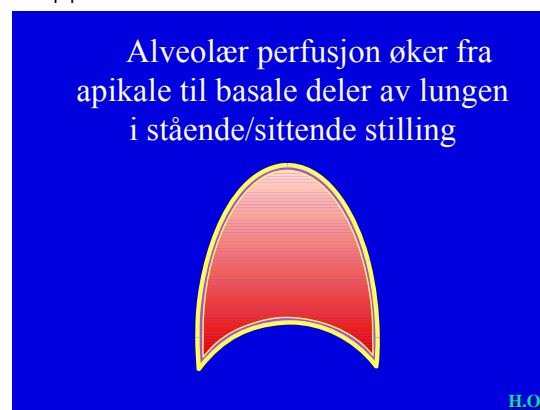 Alveolær perfusjon øker fra
apikale til basale deler av lungen
i stående/sittende stilling
H.O